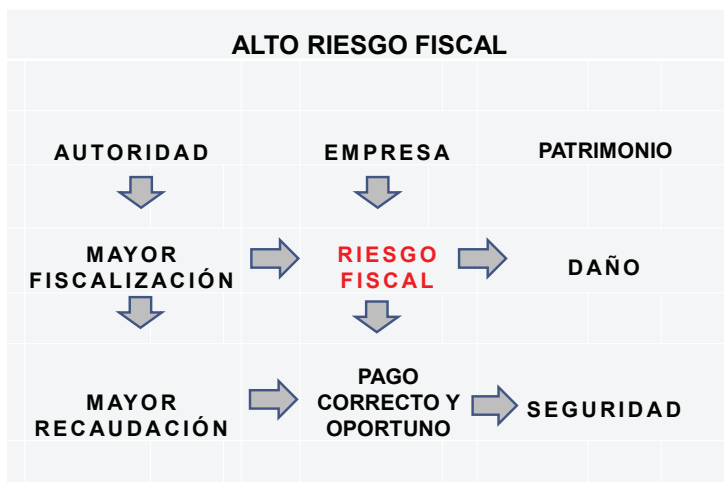 ALTO RIESGO FISCAL
AUTORIDAD
EMPRESA
PATRIMONIO
MAYOR
FISCALIZACIÓN
RIESGO
FISCAL
DAÑO
MAYOR
RECAUDACIÓN
PAGO
CORRECTO Y
OPORTUNO
SEGURIDAD